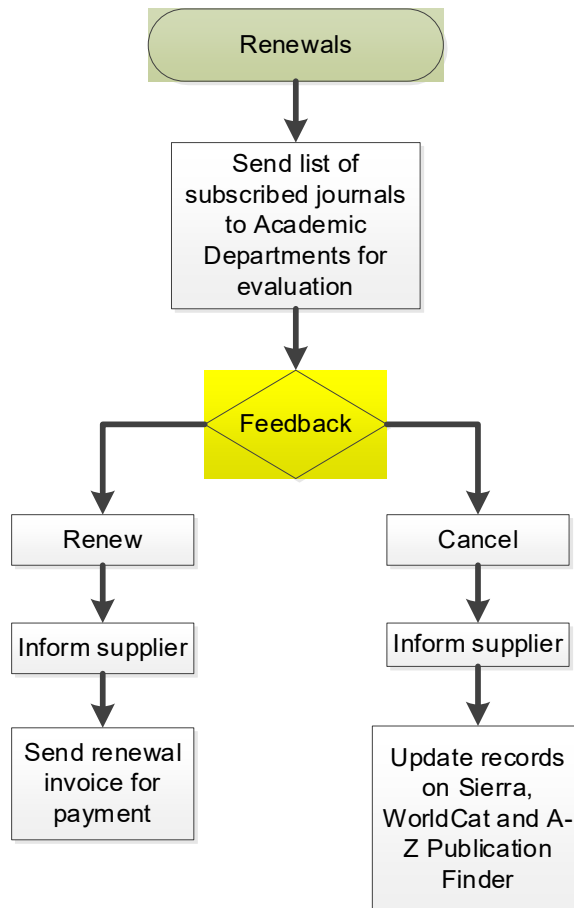 Renewals
Send list of
subscribed journals
to Academic
Departments for
evaluation
Feedback
Renew
Inform supplier
Send renewal
invoice for
payment
Cancel
Inform supplier
Update records
on Sierra,
WorldCat and A-
Z Publication
Finder